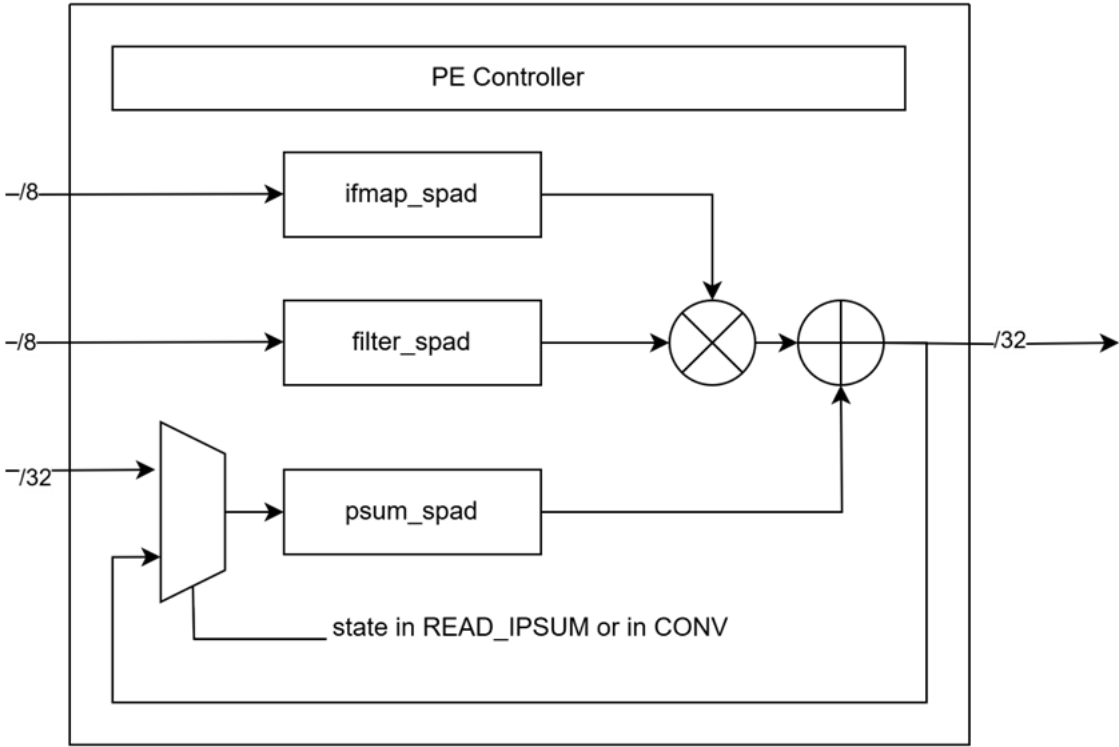 PE Controller
/8
ifmap_spad
/8
filter_spad
/32
/32
psum_spad
state in READ_IPSUM or in CONV